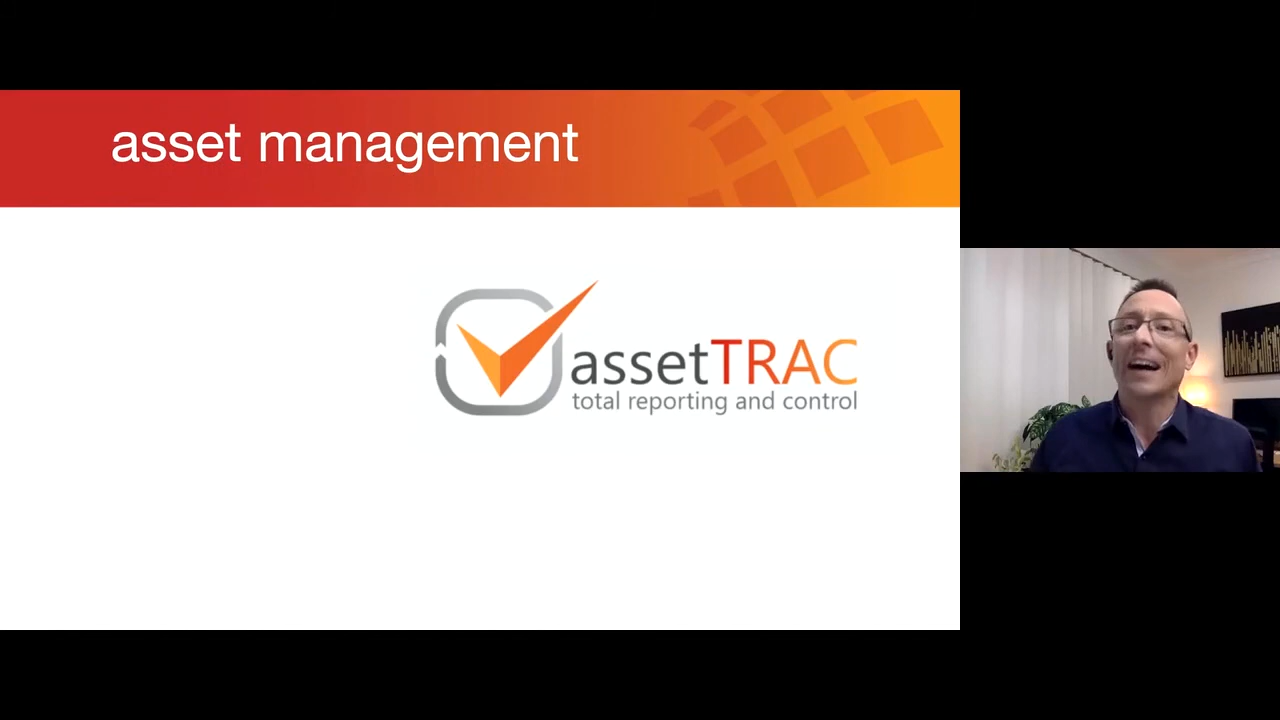 asset management
assetTRAC
total reporting and control